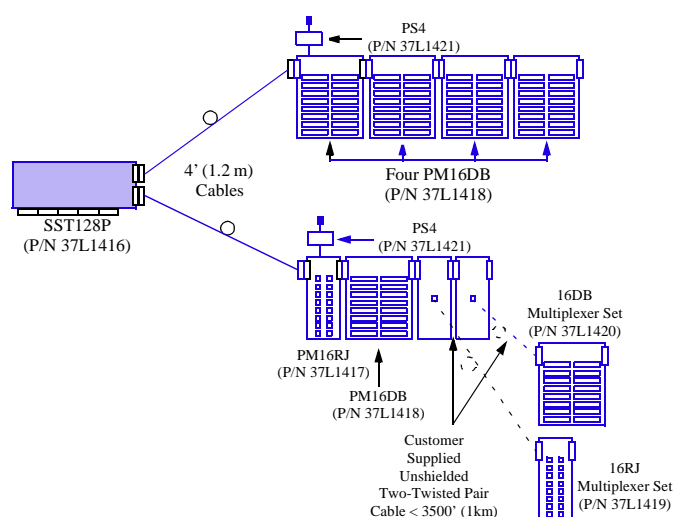 PS4
(P/N 37L1421)
4’ (1.2 m)
Cables
Four PM16DB
(P/N 37L1418)
SST128P
(P/N 37L1416)
PS4
(P/N 37L1421)
16DB
Multiplexer Set
(P/N 37L1420)
PM16RJ
(P/N 37L1417)
PM16DB
(P/N 37L1418)
Customer
Supplied
Unshielded
Two-Twisted Pair
Cable < 3500’ (1km)
16RJ
Multiplexer Set
(P/N 37L1419)